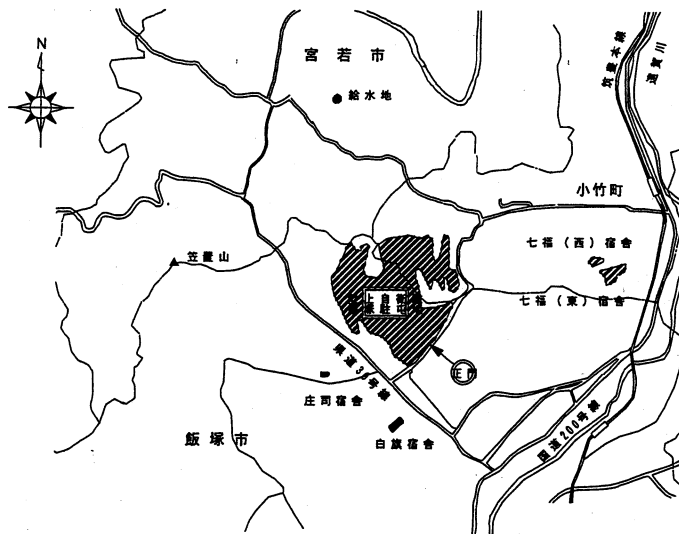 N
宮若市
給水地
筑豊本線
遠賀川
小竹町
七福（西）宿舎
笠置山
七福（東）宿舎
上自衛
駐屯
正門
県道30号線
庄司宿舎
白旗宿舎
飯塚市
国道200号線